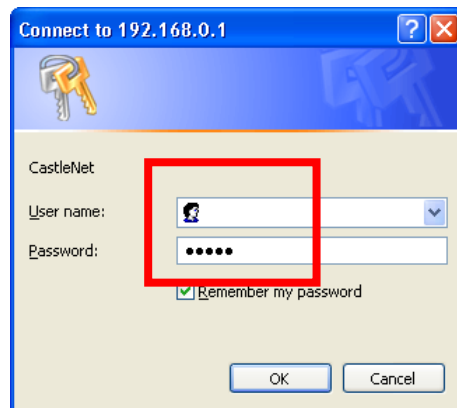 Connect to 192.168.0.1
CastleNet
User name:
Password:
•••••
Remember my password
OK
Cancel